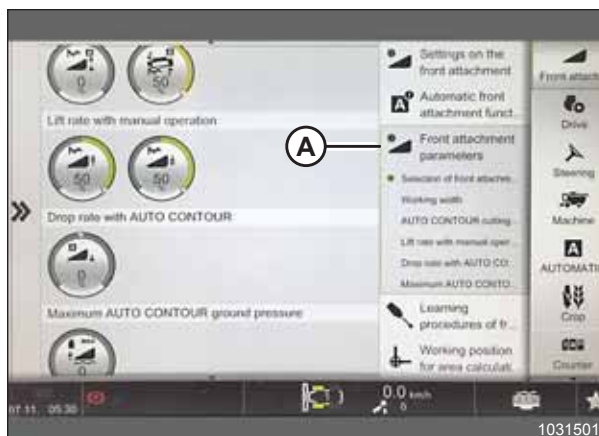 0
50
Lift rate with manual operation
50
50
Drop rate with AUTO CONTOUR
0
Maximum AUTO CONTOUR ground pressure
0
Settings on the
front attachment
Automatic front
attachment funct...
A
Front attachment
parameters
Selection of front attachm...
Working width
AUTO CONTOUR cutting...
Lift rate with manual oper...
Drop rate with AUTO CO...
Maximum AUTO CONTO...
Learning
procedures of fr...
Working position
for area calculati...
Front attach
Drive
Steering
Machine
A
AUTOMATI
Crop
Counter
07.11. 05:30
0.0 km/h
0
1031501